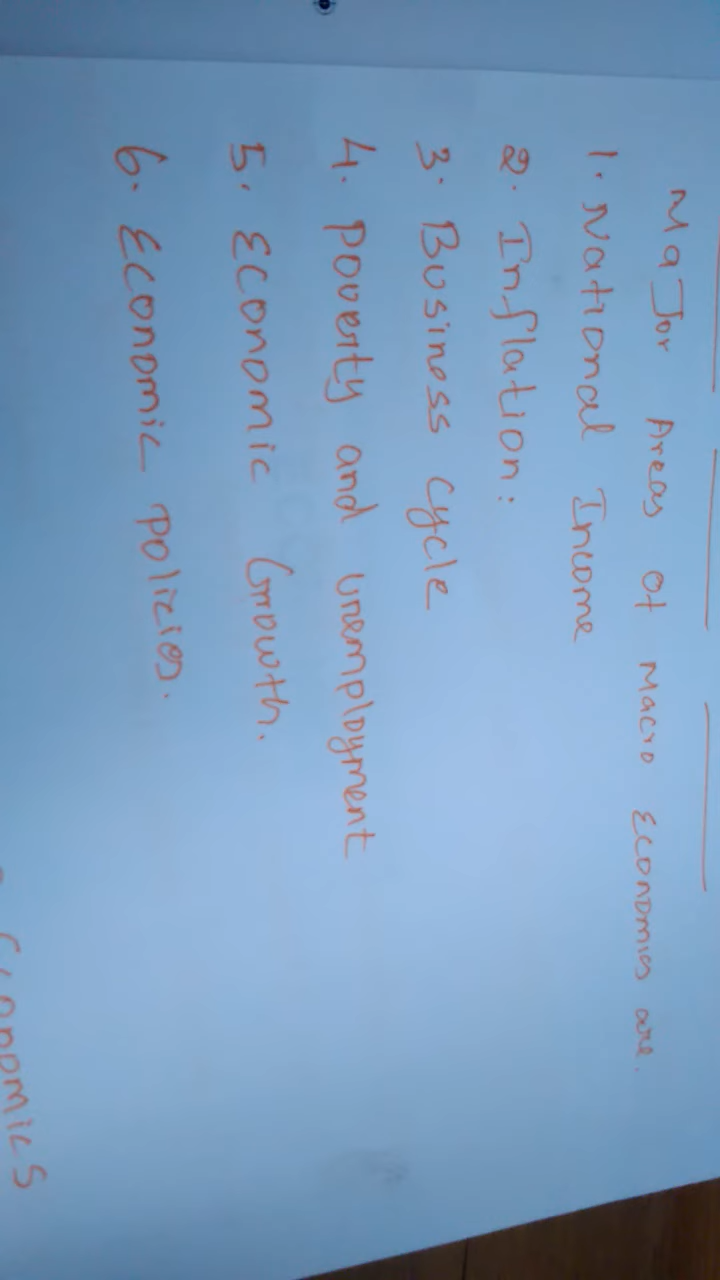 MaJor Areas Of Macro Economics are.
1. National Income
2. Inflation:
3. Business Cycle
4. Poverty and Unemployment
5. Economic Growth.
6. Economic Policies.
Economics